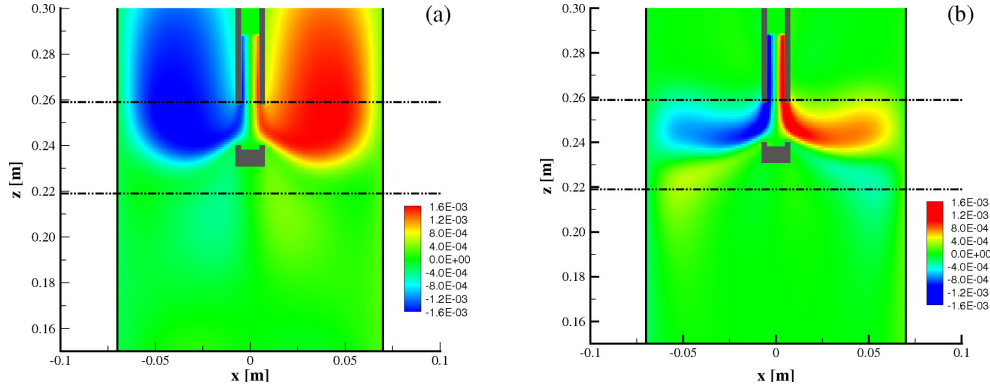 (a)
0.30
0.28
0.26
0.24
0.22
0.20
0.18
0.16
z [m]
1.6E-03
1.2E-03
8.0E-04
4.0E-04
0.0E+00
-4.0E-04
-8.0E-04
-1.2E-03
-1.6E-03
-0.1
-0.05
0
0.05
0.1
x [m]
(b)
0.30
0.28
0.26
0.24
0.22
0.20
0.18
0.16
z [m]
1.6E-03
1.2E-03
8.0E-04
4.0E-04
0.0E+00
-4.0E-04
-8.0E-04
-1.2E-03
-1.6E-03
-0.1
-0.05
0
0.05
0.1
x [m]